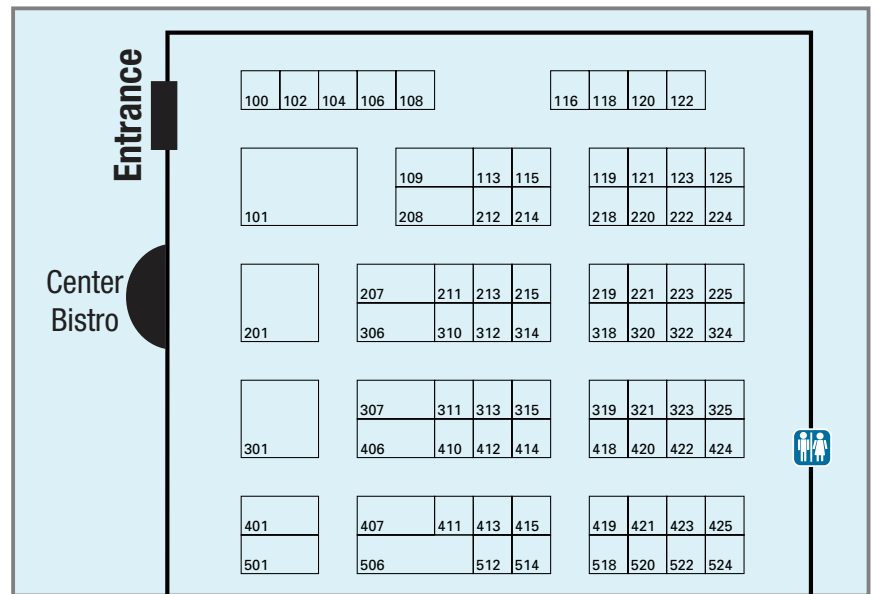 Entrance
100 102 104 106 108 116 118 120 122
109 113 115 119 121 123 125
101 208 212 214 218 220 222 224
Center
Bistro
207 211 213 215 219 221 223 225
201 306 310 312 314 318 320 322 324
307 311 313 315 319 321 323 325
301 406 410 412 414 418 420 422 424
401 407 411 413 415 419 421 423 425
501 506 512 514 518 520 522 524